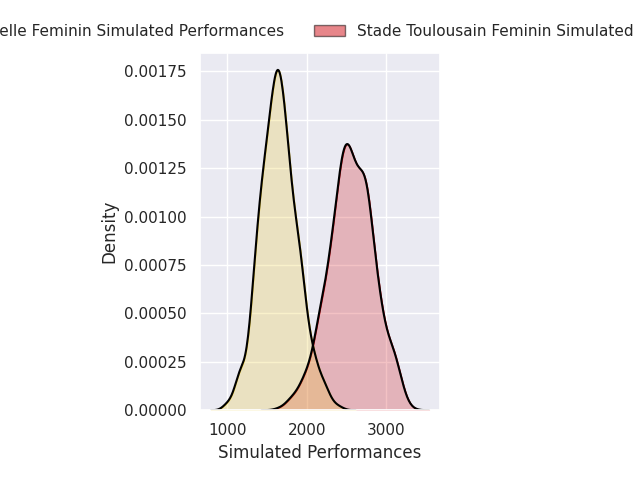 elle Feminin Simulated Performances Stade Toulousain Feminin Simulated
0.00175
0.00150
0.00125
0.00100
0.00075
0.00050
0.00025
0.00000
Density
1000 2000 3000
Simulated Performances